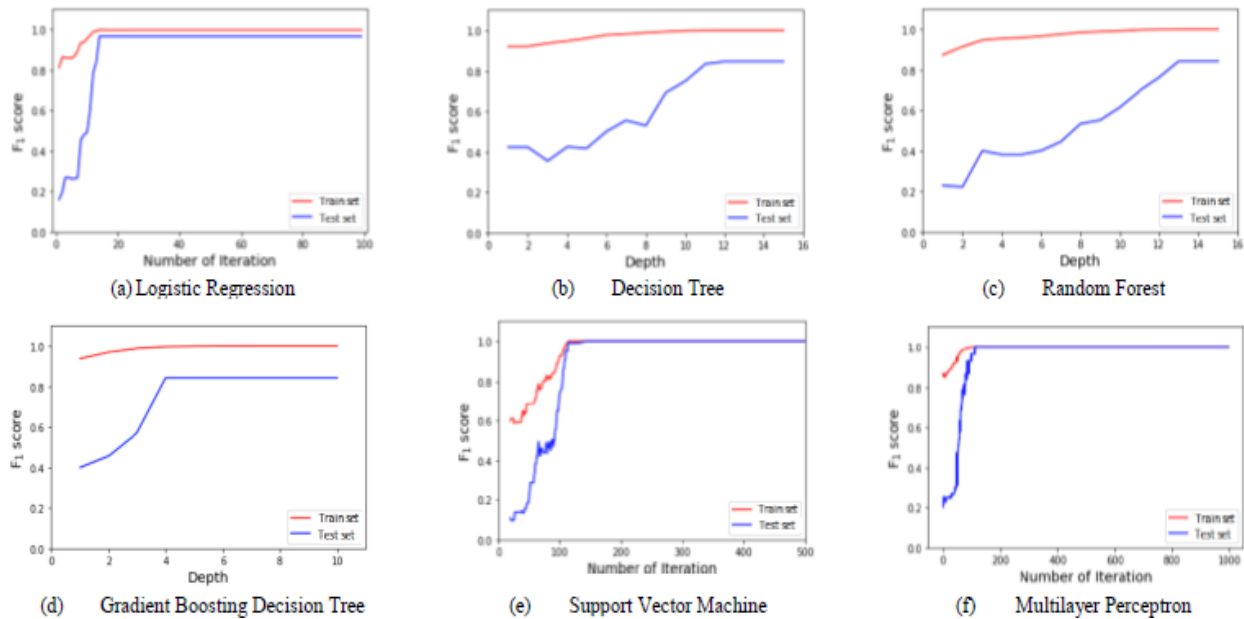 1.0
0.8
0.6
0.4
0.2
0.0
F1 score
Train set
Test set
0 20 40 60 80 100
Number of Iteration
(a) Logistic Regression
1.0
0.8
0.6
0.4
0.2
0.0
F1 score
Train set
Test set
0 2 4 6 8 10 12 14 16
Depth
(b) Decision Tree
1.0
0.8
0.6
0.4
0.2
0.0
F1 score
Train set
Test set
0 2 4 6 8 10 12 14 16
Depth
(c) Random Forest
1.0
0.8
0.6
0.4
0.2
0.0
F1 score
Train set
Test set
0 2 4 6 8 10
Depth
(d) Gradient Boosting Decision Tree
1.0
0.8
0.6
0.4
0.2
0.0
F1 score
Train set
Test set
0 100 200 300 400 500
Number of Iteration
(e) Support Vector Machine
1.0
0.8
0.6
0.4
0.2
0.0
F1 score
Train set
Test set
0 200 400 600 800 1000
Number of Iteration
(f) Multilayer Perceptron